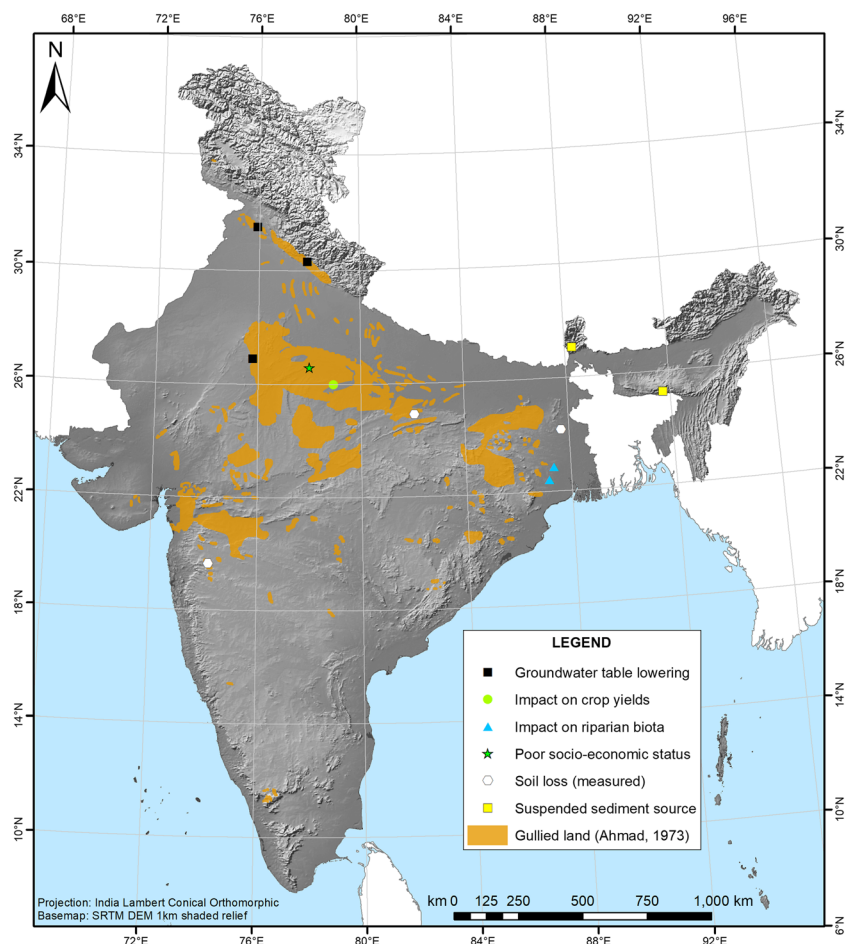 68°E 72°E 76°E 80°E 84°E 88°E 92°E 96°E
N
34°N
34°N
30°N
30°N
26°N
26°N
22°N
22°N
18°N
18°N
14°N
14°N
10°N
10°N
6°N
LEGEND
Groundwater table lowering
Impact on crop yields
Impact on riparian biota
Poor socio-economic status
Soil loss (measured)
Suspended sediment source
Gullied land (Ahmad, 1973)
Projection: India Lambert Conical Orthomorphic
Basemap: SRTM DEM 1km shaded relief
km 0 125 250 500 750 1,000 km
72°E 76°E 80°E 84°E 88°E 92°E